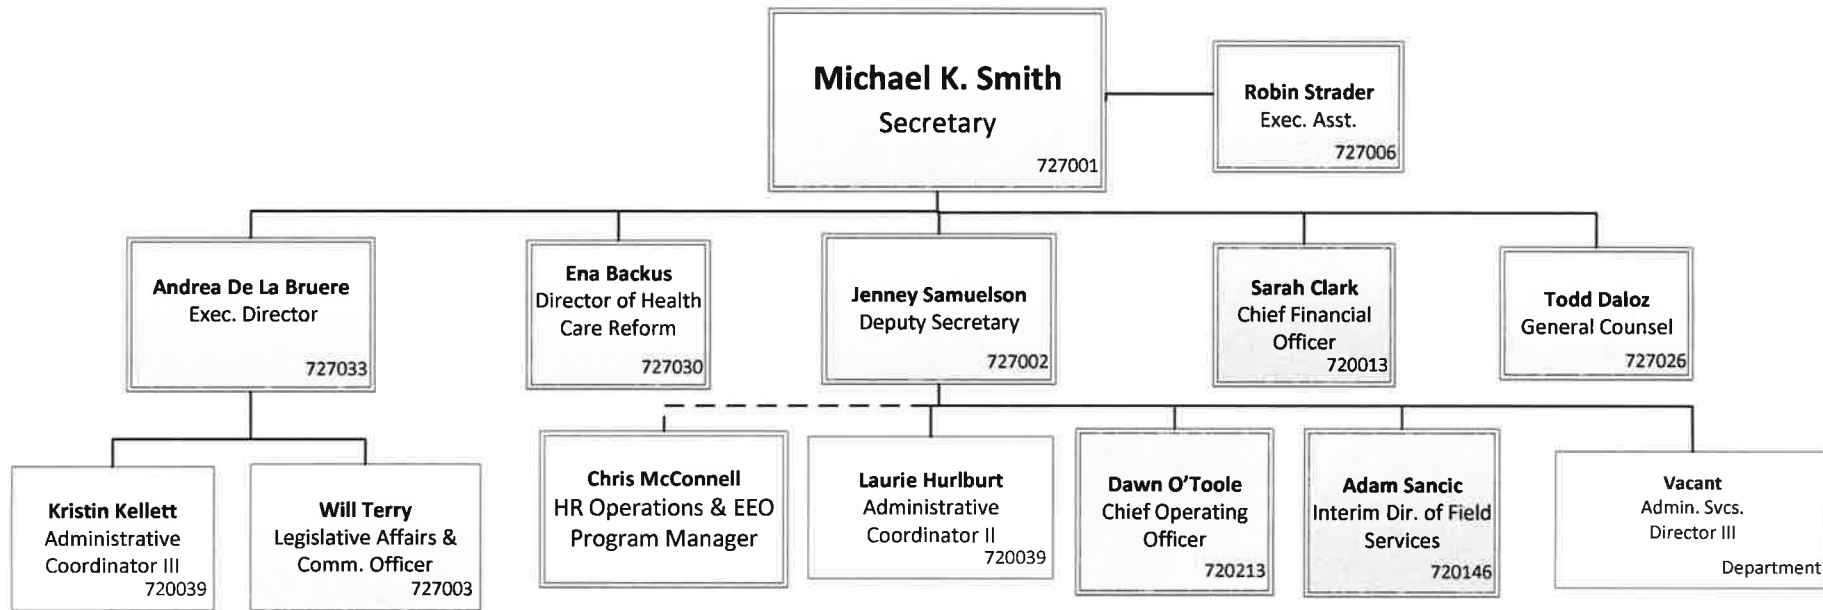 Michael K. Smith
Secretary
727001
Robin Strader
Exec. Asst.
727006
Andrea De La Bruere
Exec. Director
727033
Ena Backus
Director of Health
Care Reform
727030
Jenney Samuelson
Deputy Secretary
727002
Sarah Clark
Chief Financial
Officer
720013
Todd Daloz
General Counsel
727026
Kristin Kellett
Administrative
Coordinator III
720039
Will Terry
Legislative Affairs &
Comm. Officer
727003
Chris McConnell
HR Operations & EEO
Program Manager
Laurie Hurlburt
Administrative
Coordinator II
720039
Dawn O'Toole
Chief Operating
Officer
720213
Adam Sancic
Interim Dir. of Field
Services
720146
Vacant
Admin. Svcs.
Director III
Department